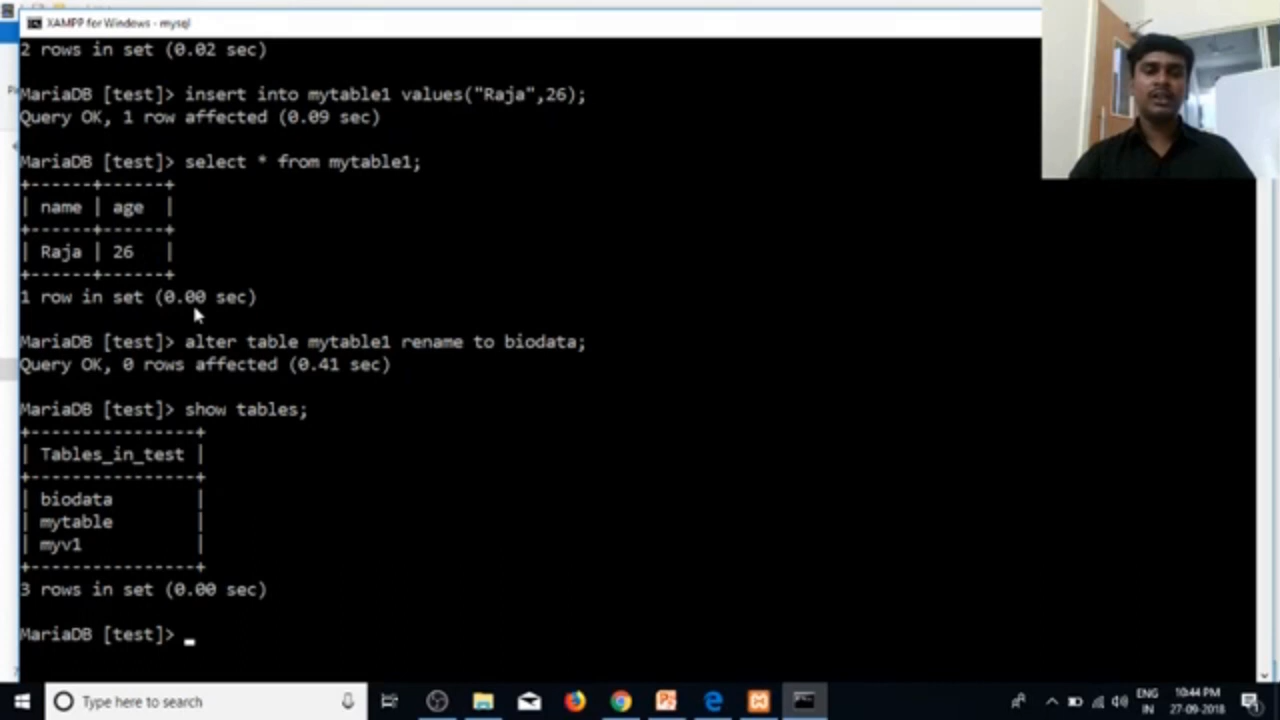 XAMPP for Windows - mysql
2 rows in set (0.02 sec)
MariaDB [test]> insert into mytable1 values("Raja",26);
Query OK, 1 row affected (0.09 sec)
MariaDB [test]> select * from mytable1;
+------+------+
| name | age  |
+------+------+
| Raja | 26   |
+------+------+
1 row in set (0.00 sec)
MariaDB [test]> alter table mytable1 rename to biodata;
Query OK, 0 rows affected (0.41 sec)
MariaDB [test]> show tables;
+----------------+
| Tables_in_test |
+----------------+
| biodata        |
| mytable        |
| myv1           |
+----------------+
3 rows in set (0.00 sec)
MariaDB [test]> _
Type here to search
ENG
IN
10:44 PM
27-09-2018